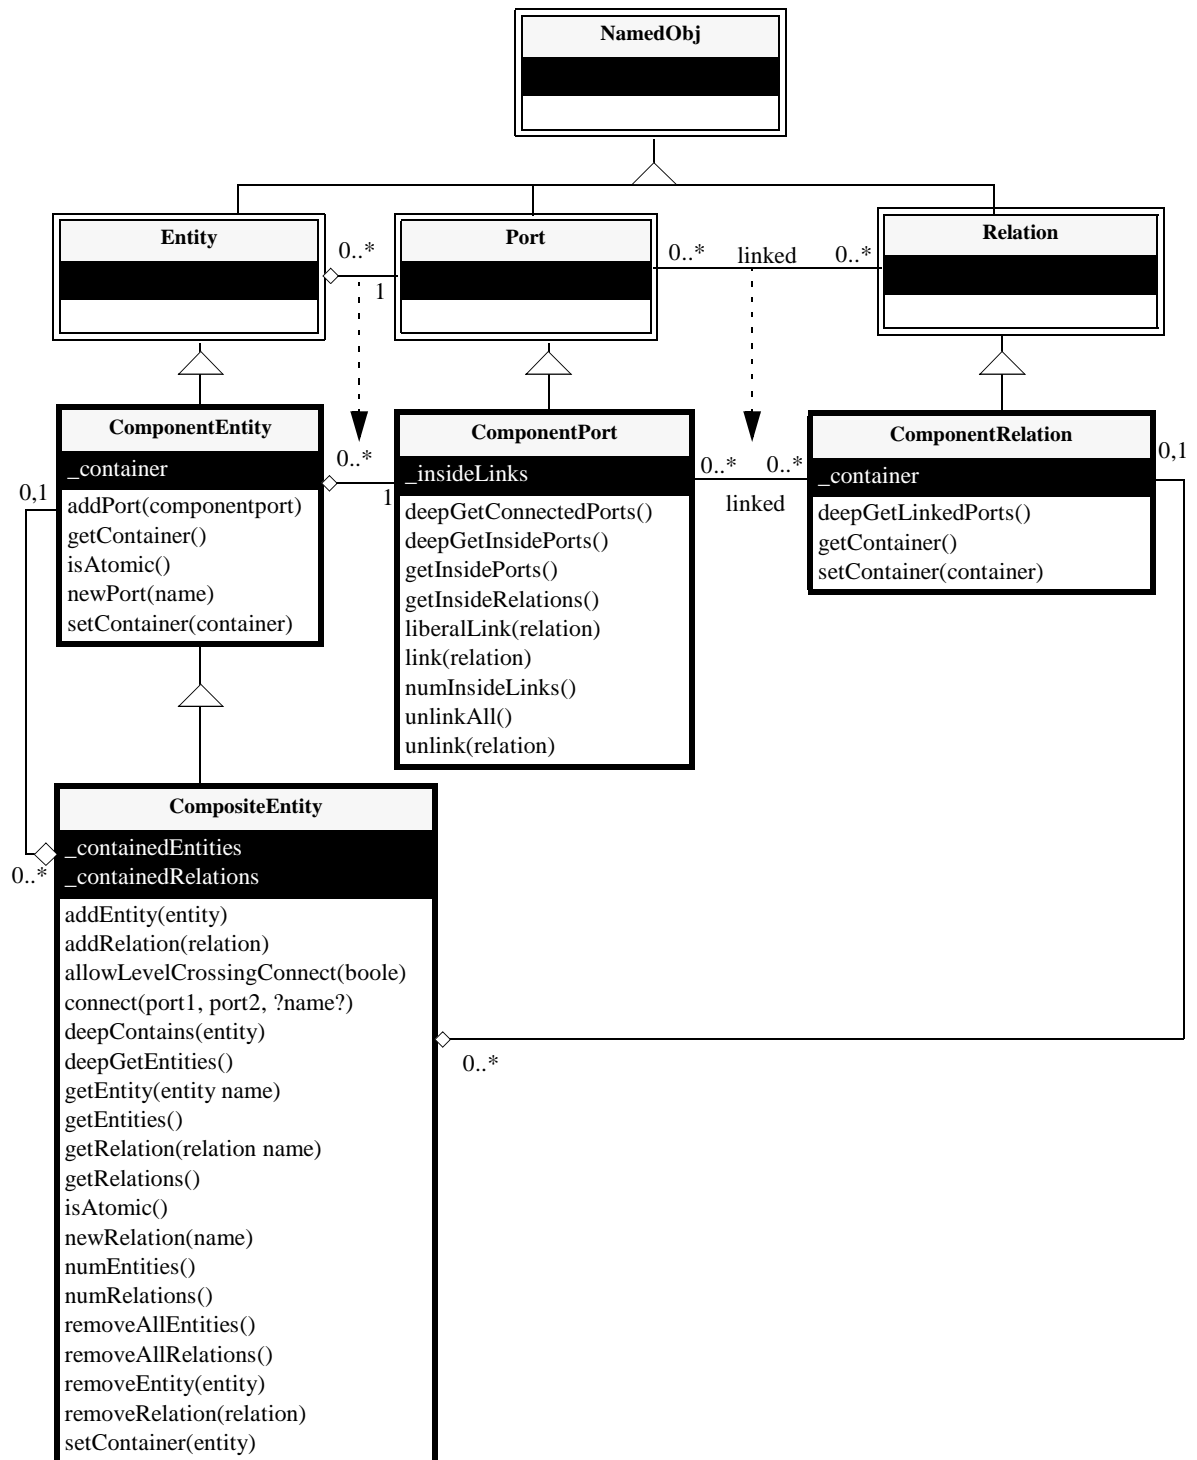 NamedObj
Entity
0..*
1
Port
0..*
linked
0..*
Relation
ComponentEntity
_container
addPort(componentport)
getContainer()
isAtomic()
newPort(name)
setContainer(container)
0,1
0..*
1
ComponentPort
_insideLinks
deepGetConnectedPorts()
deepGetInsidePorts()
getInsidePorts()
getInsideRelations()
liberalLink(relation)
link(relation)
numInsideLinks()
unlinkAll()
unlink(relation)
0..*
0..*
linked
ComponentRelation
_container
deepGetLinkedPorts()
getContainer()
setContainer(container)
0,1
CompositeEntity
_containedEntities
_containedRelations
0..*
addEntity(entity)
addRelation(relation)
allowLevelCrossingConnect(boole)
connect(port1, port2, ?name?)
deepContains(entity)
deepGetEntities()
getEntity(entity name)
getEntities()
getRelation(relation name)
getRelations()
isAtomic()
newRelation(name)
numEntities()
numRelations()
removeAllEntities()
removeAllRelations()
removeEntity(entity)
removeRelation(relation)
setContainer(entity)
0..*